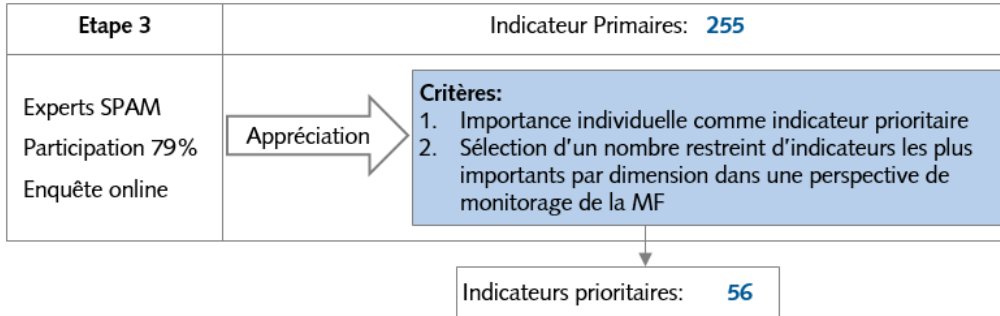 Etape 3
Indicateur Primaires: 255
Experts SPAM
Participation 79%
Enquête online
Appréciation
Critères:
1. Importance individuelle comme indicateur prioritaire
2. Sélection d'un nombre restreint d'indicateurs les plus
importants par dimension dans une perspective de
monitorage de la MF
Indicateurs prioritaires: 56